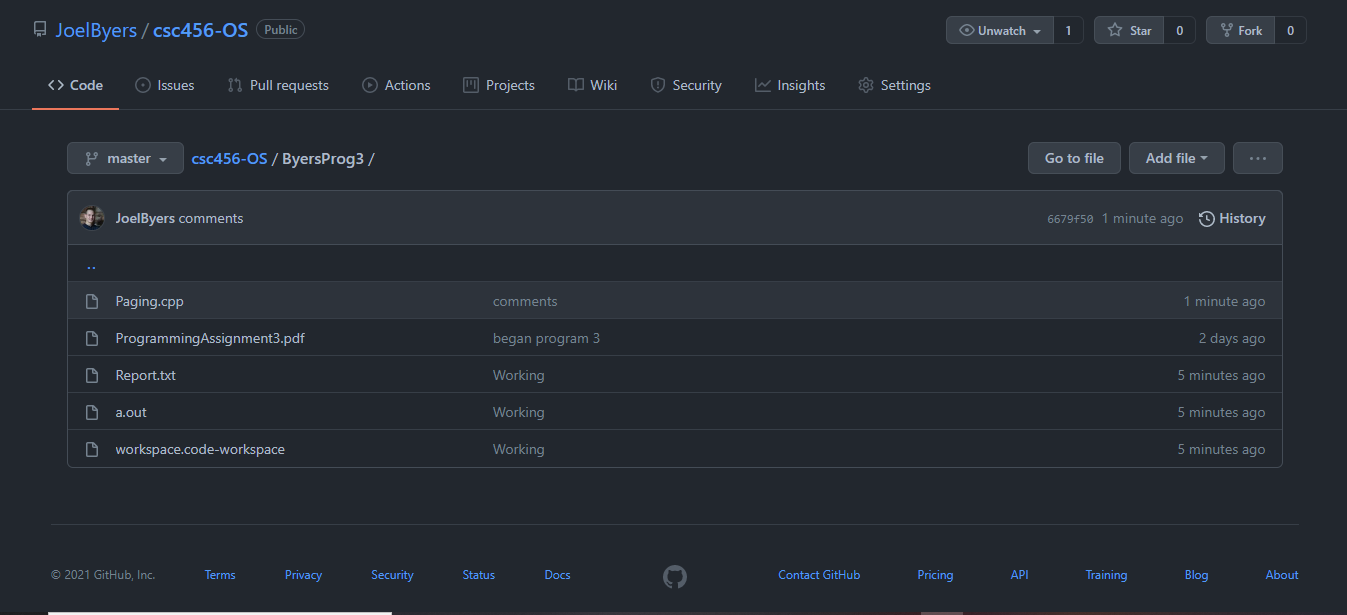 JoelByers / csc456-OS Public Unwatch 1 Star 0 Fork 0
Code Issues Pull requests Actions Projects Wiki Security Insights Settings
master csc456-OS / ByersProg3 / Go to file Add file ...
JoelByers comments 6679f50 1 minute ago History
..
Paging.cpp comments 1 minute ago
ProgrammingAssignment3.pdf began program 3 2 days ago
Report.txt Working 5 minutes ago
a.out Working 5 minutes ago
workspace.code-workspace Working 5 minutes ago
© 2021 GitHub, Inc. Terms Privacy Security Status Docs Contact GitHub Pricing API Training Blog About